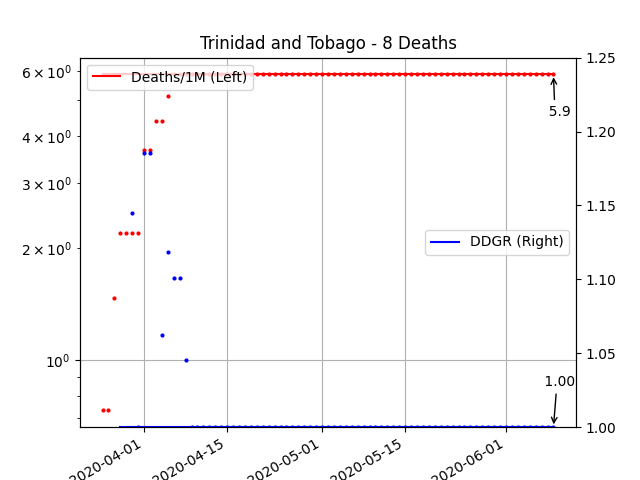 Trinidad and Tobago - 8 Deaths
Deaths/1M (Left)
6 × 10⁰
4 × 10⁰
3 × 10⁰
2 × 10⁰
10⁰
1.25
1.20
1.15
1.10
1.05
1.00
5.9
DDGR (Right)
1.00
2020-04-01
2020-04-15
2020-05-01
2020-05-15
2020-06-01